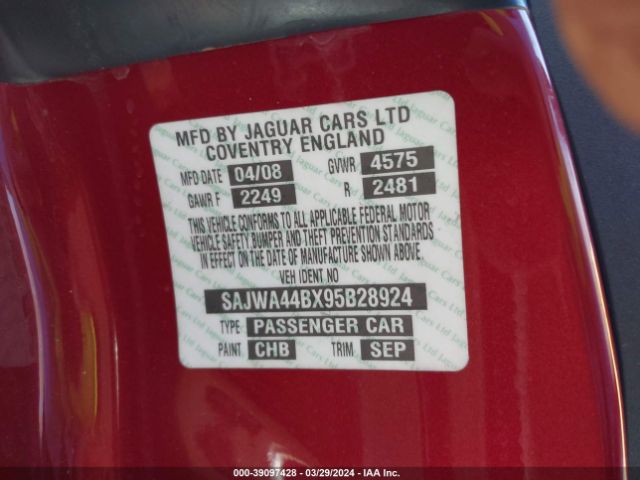 MFD BY JAGUAR CARS LTD
COVENTRY ENGLAND
MFD DATE 04/08 GVWR 4575
GAWR F 2249 R 2481
THIS VEHICLE CONFORMS TO ALL APPLICABLE FEDERAL MOTOR
VEHICLE SAFETY BUMPER AND THEFT PREVENTION STANDARDS
IN EFFECT ON THE DATE OF MANUFACTURE SHOWN ABOVE.
VEH IDENT NO
SAJWA44BX95B28924
TYPE PASSENGER CAR
PAINT CHB TRIM SEP
000-39097428 - 03/29/2024 - IAA Inc.